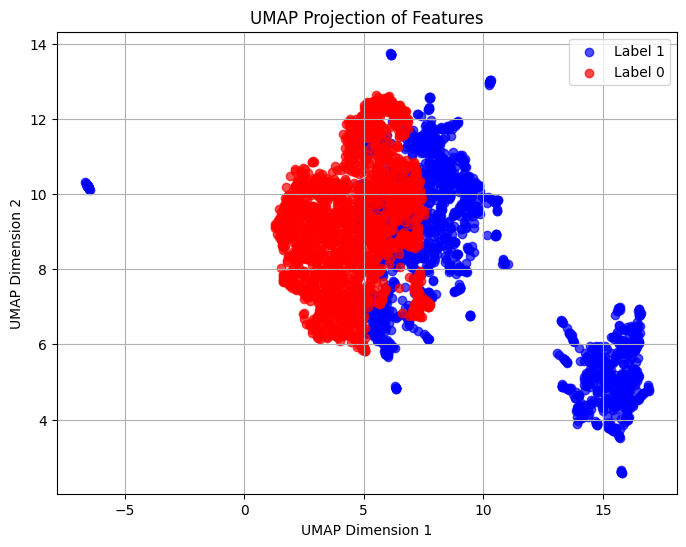 UMAP Projection of Features
Label 1
Label 0
UMAP Dimension 2
14
12
10
8
6
4
−5
0
5
10
15
UMAP Dimension 1